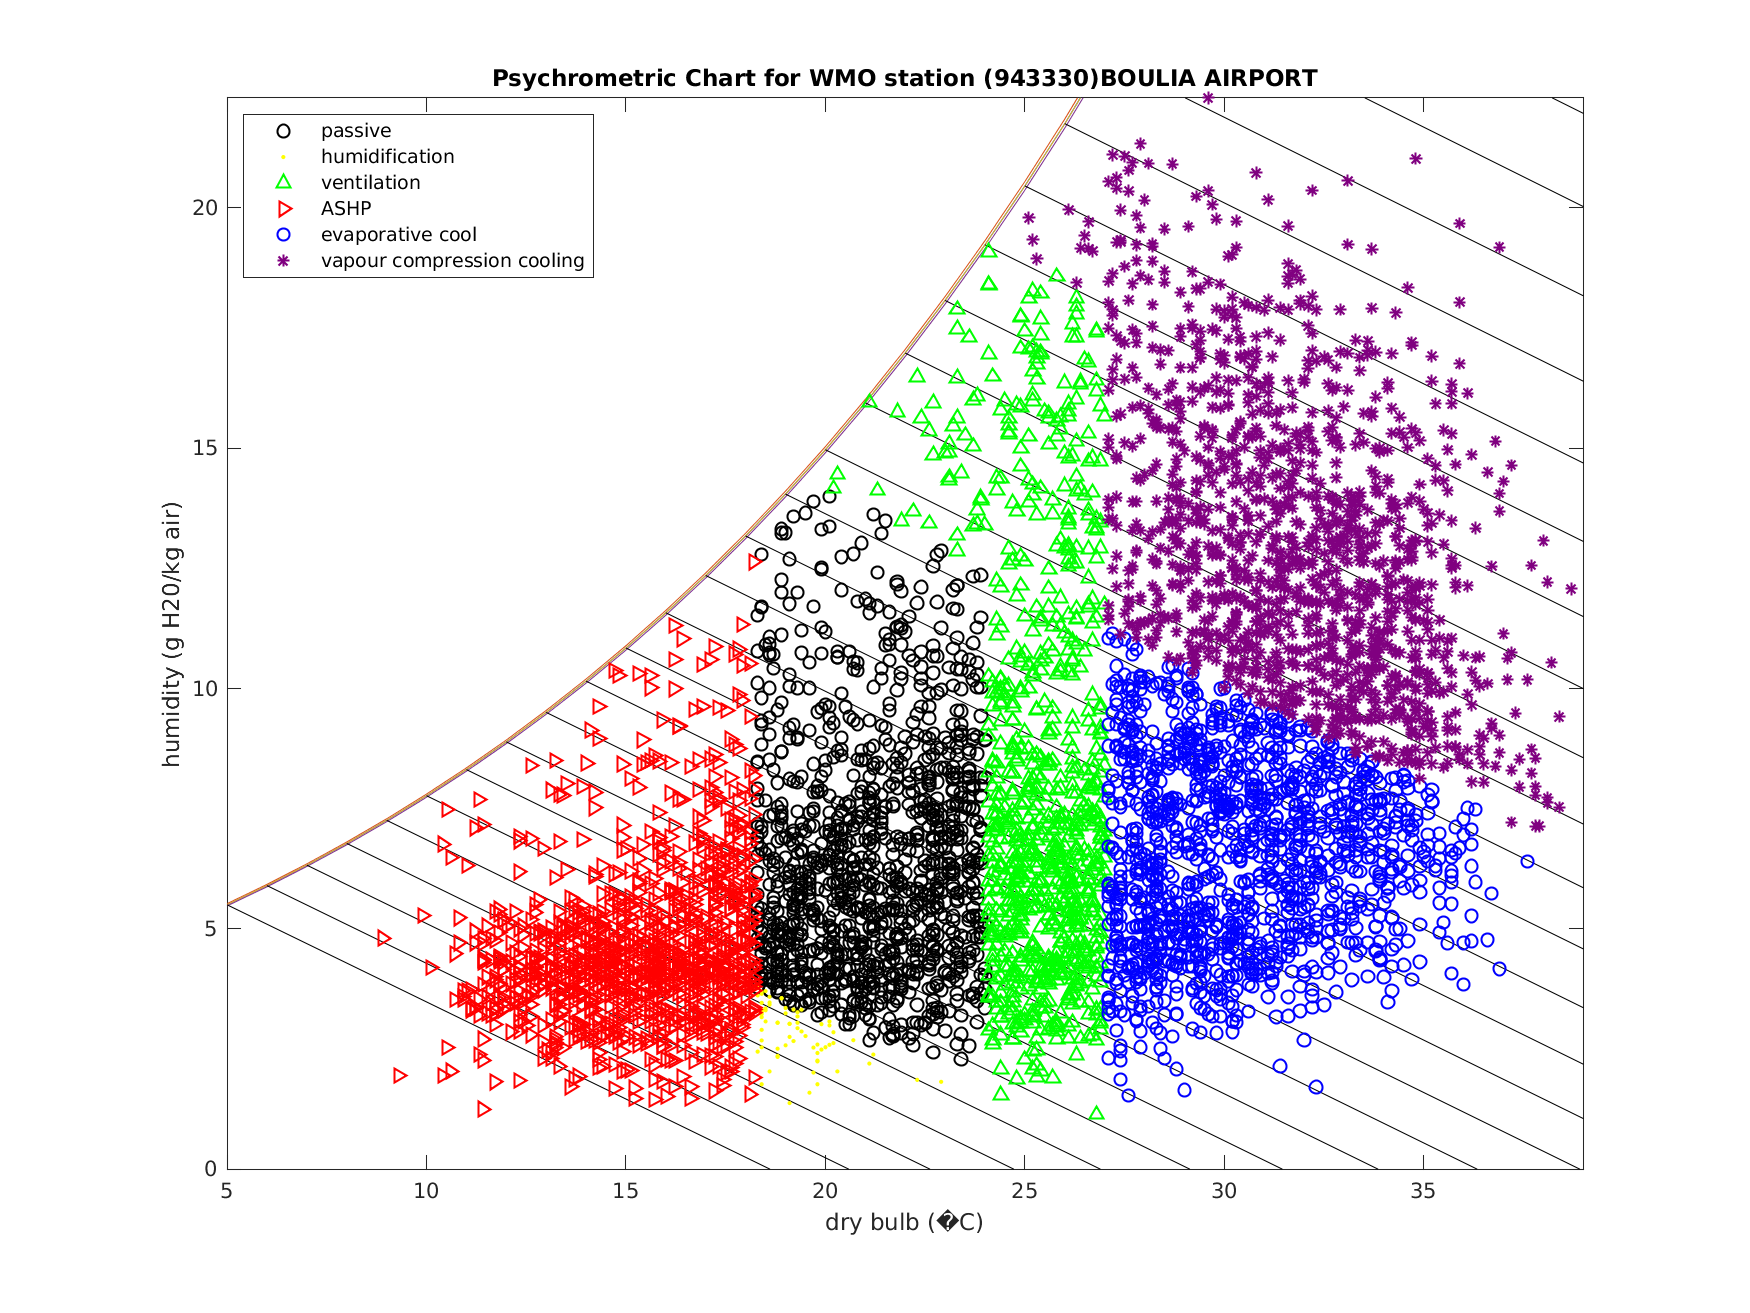 Psychrometric Chart for WMO station (943330)BOULIA AIRPORT
passive
humidification
ventilation
ASHP
evaporative cool
vapour compression cooling
humidity (g H20/kg air)
20
15
10
5
0
5 10 15 20 25 30 35
dry bulb (�C)